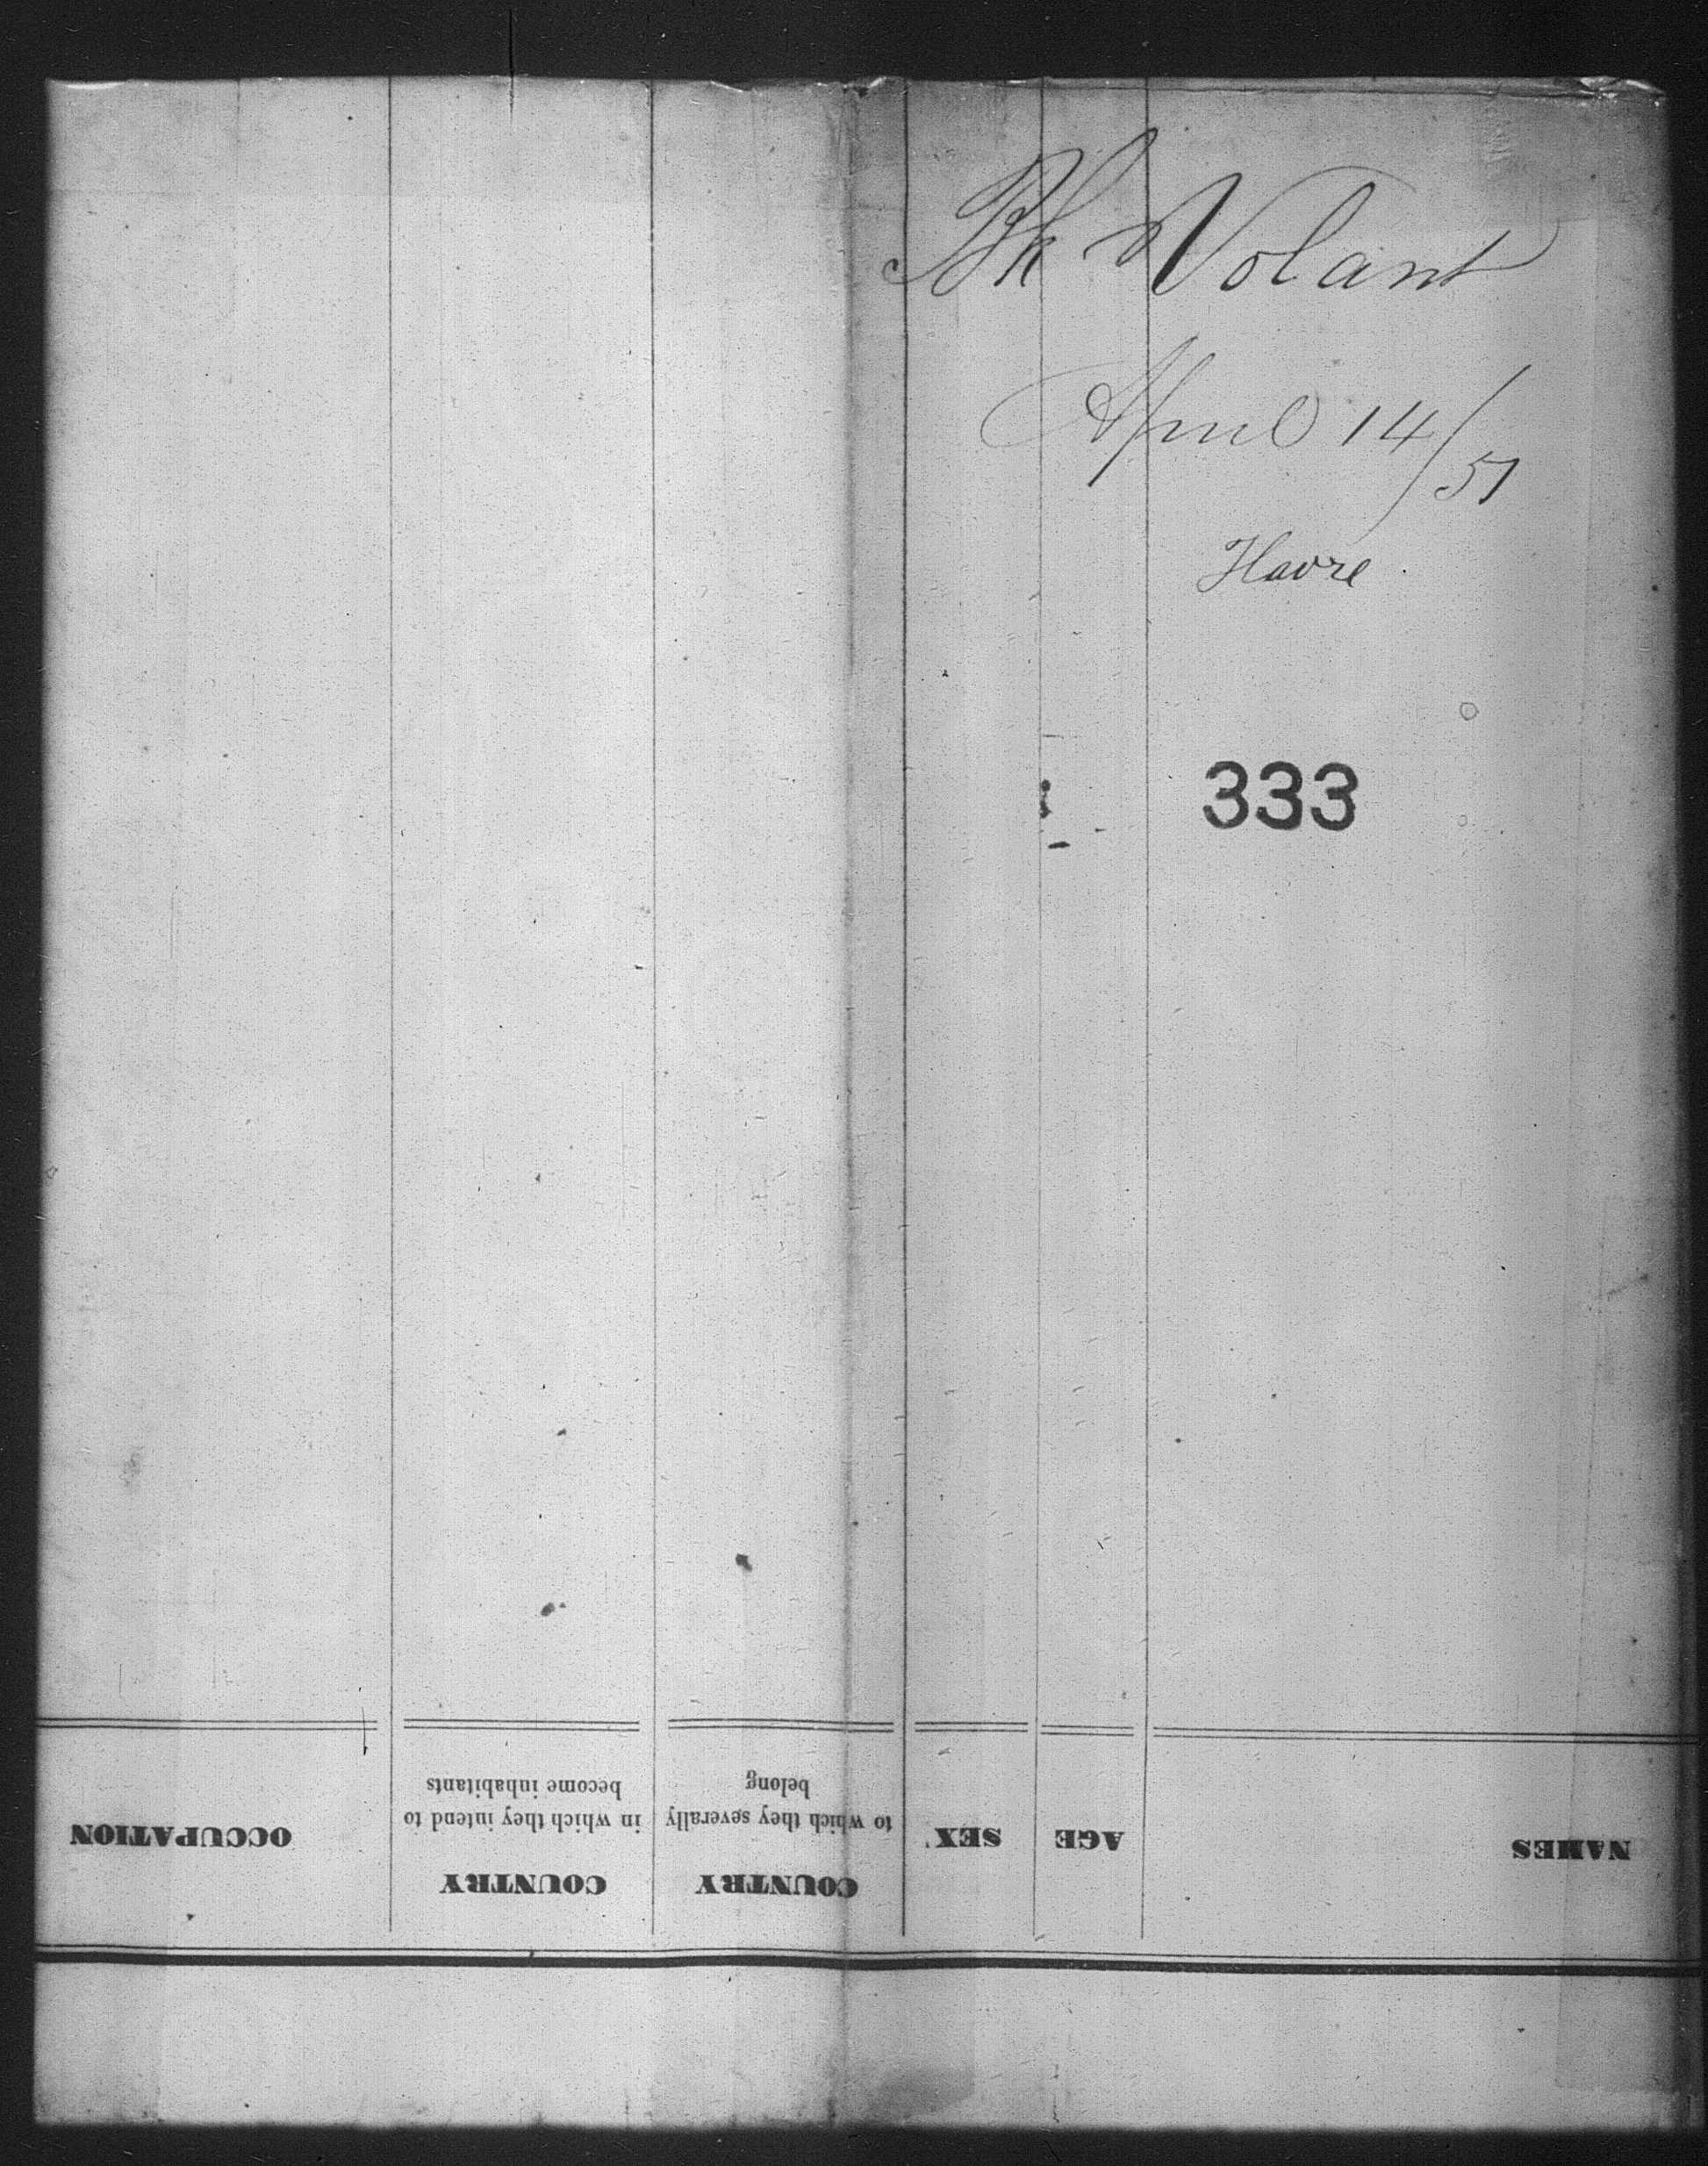 Bk Volant
April 14/51
Havre
333
NAMES
AGE
SEX
COUNTRY
to which they severally
belong
COUNTRY
in which they intend to
become inhabitants
OCCUPATION